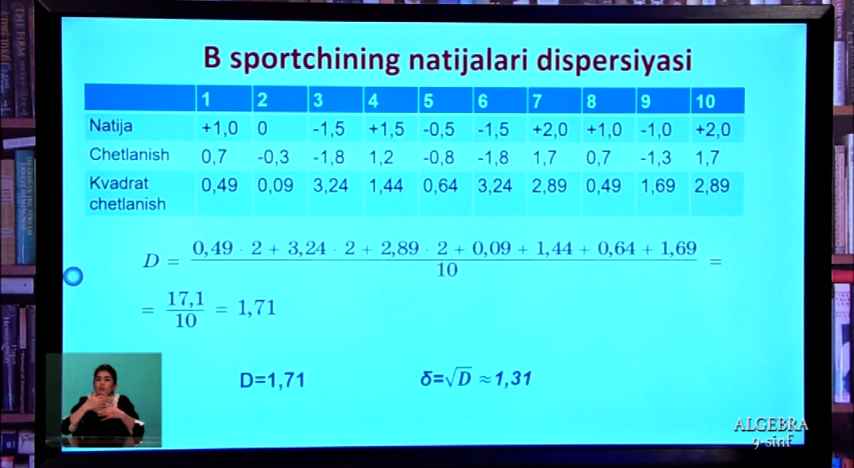 B sportchining natijalari dispersiyasi
1 2 3 4 5 6 7 8 9 10
Natija +1,0 0 -1,5 +1,5 -0,5 -1,5 +2,0 +1,0 -1,0 +2,0
Chetlanish 0,7 -0,3 -1,8 1,2 -0,8 -1,8 1,7 0,7 -1,3 1,7
Kvadrat chetlanish 0,49 0,09 3,24 1,44 0,64 3,24 2,89 0,49 1,69 2,89
D = (0,49 · 2 + 3,24 · 2 + 2,89 · 2 + 0,09 + 1,44 + 0,64 + 1,69)/10 =
= 17,1/10 = 1,71
D=1,71 δ=√D ≈1,31
ALGEBRA
9-sinf